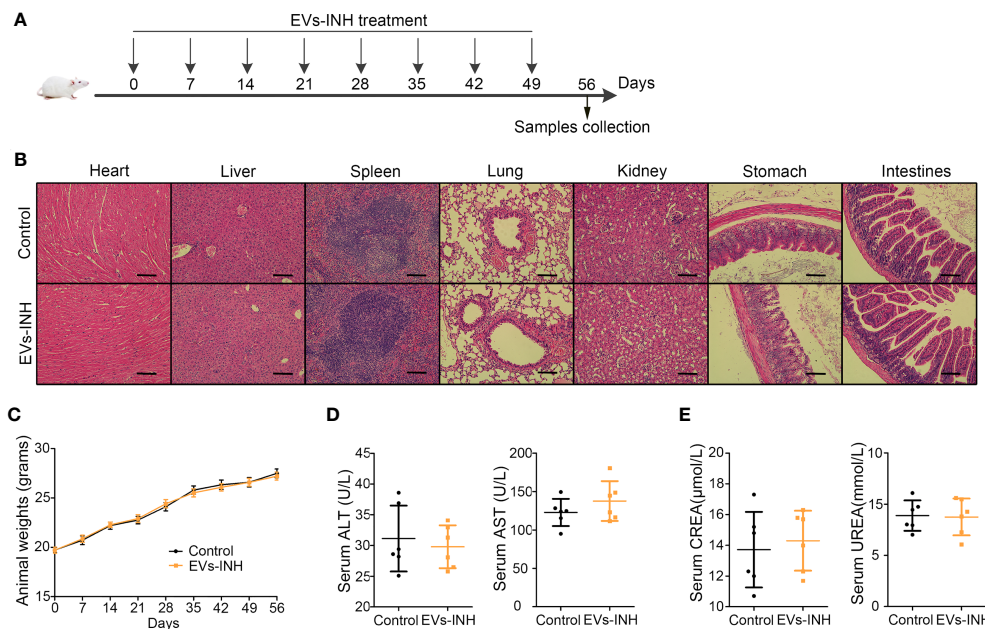 A
EVs-INH treatment
0 7 14 21 28 35 42 49 56 Days
Samples collection
B
Heart Liver Spleen Lung Kidney Stomach Intestines
Control
EVs-INH
C
Animal weights (grams)
30
25
20
15
Control
EVs-INH
0 7 14 21 28 35 42 49 56
Days
D
Serum ALT (U/L)
45
40
35
30
25
20
Control EVs-INH
Serum AST (U/L)
200
150
100
50
0
Control EVs-INH
E
Serum CREA(μmol/L)
20
18
16
14
12
10
Control EVs-INH
Serum UREA(mmol/L)
15
10
5
0
Control EVs-INH